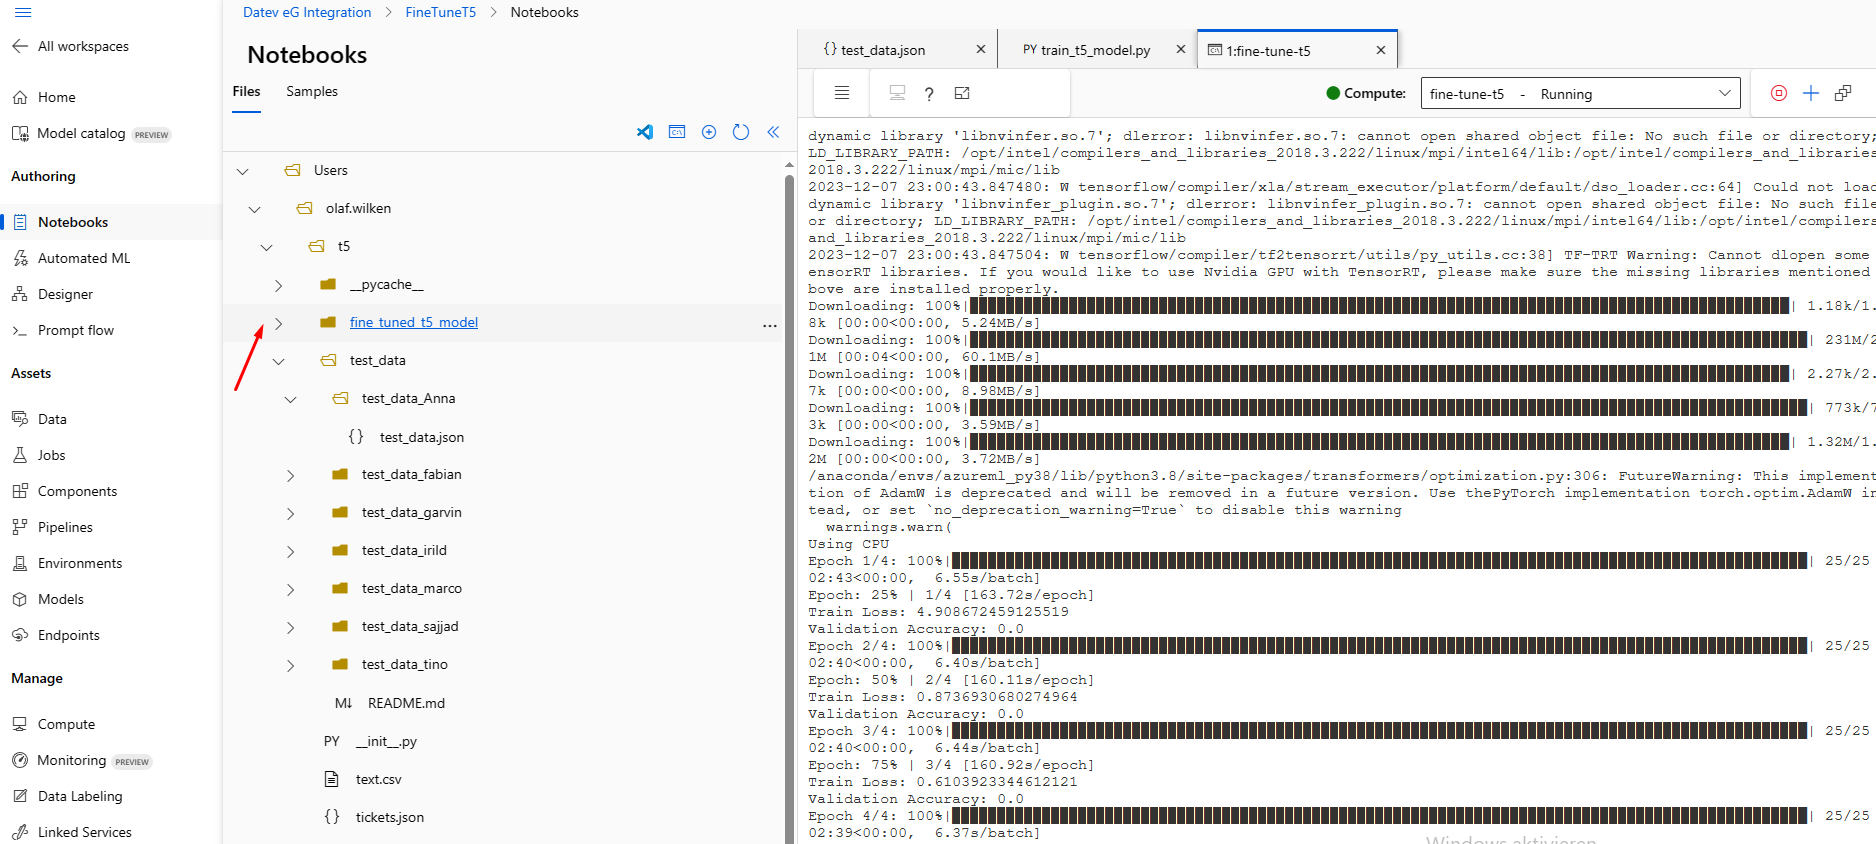 All workspaces
Home
Model catalog PREVIEW
Authoring
Notebooks
Automated ML
Designer
Prompt flow
Assets
Data
Jobs
Components
Pipelines
Environments
Models
Endpoints
Manage
Compute
Monitoring PREVIEW
Data Labeling
Linked Services
Datev eG Integration > FineTuneT5 > Notebooks
Notebooks
Files Samples
Users
olaf.wilken
t5
__pycache__
fine_tuned_t5_model ...
test_data
test_data_Anna
{} test_data.json
test_data_fabian
test_data_garvin
test_data_irild
test_data_marco
test_data_sajjad
test_data_tino
M↓ README.md
PY __init__.py
text.csv
{} tickets.json
{} test_data.json ×
PY train_t5_model.py ×
1:fine-tune-t5 ×
? Compute: fine-tune-t5 - Running
dynamic library 'libnvinfer.so.7'; dlerror: libnvinfer.so.7: cannot open shared object file: No such file or directory;
LD_LIBRARY_PATH: /opt/intel/compilers_and_libraries_2018.3.222/linux/mpi/intel64/lib:/opt/intel/compilers_and_libraries
2018.3.222/linux/mpi/mic/lib
2023-12-07 23:00:43.847480: W tensorflow/compiler/xla/stream_executor/platform/default/dso_loader.cc:64] Could not load
dynamic library 'libnvinfer_plugin.so.7'; dlerror: libnvinfer_plugin.so.7: cannot open shared object file: No such file
or directory; LD_LIBRARY_PATH: /opt/intel/compilers_and_libraries_2018.3.222/linux/mpi/intel64/lib:/opt/intel/compilers
and_libraries_2018.3.222/linux/mpi/mic/lib
2023-12-07 23:00:43.847504: W tensorflow/compiler/tf2tensorrt/utils/py_utils.cc:38] TF-TRT Warning: Cannot dlopen some
ensorRT libraries. If you would like to use Nvidia GPU with TensorRT, please make sure the missing libraries mentioned
bove are installed properly.
Downloading: 100%| | 1.18k/1.
8k [00:00<00:00, 5.24MB/s]
Downloading: 100%| | 231M/2
1M [00:04<00:00, 60.1MB/s]
Downloading: 100%| | 2.27k/2.
7k [00:00<00:00, 8.98MB/s]
Downloading: 100%| | 773k/7
3k [00:00<00:00, 3.59MB/s]
Downloading: 100%| | 1.32M/1.
2M [00:00<00:00, 3.72MB/s]
/anaconda/envs/azureml_py38/lib/python3.8/site-packages/transformers/optimization.py:306: FutureWarning: This implement
tion of AdamW is deprecated and will be removed in a future version. Use thePyTorch implementation torch.optim.AdamW in
tead, or set `no_deprecation_warning=True` to disable this warning
warnings.warn(
Using CPU
Epoch 1/4: 100%| | 25/25
02:43<00:00, 6.55s/batch]
Epoch: 25% | 1/4 [163.72s/epoch]
Train Loss: 4.908672459125519
Validation Accuracy: 0.0
Epoch 2/4: 100%| | 25/25
02:40<00:00, 6.40s/batch]
Epoch: 50% | 2/4 [160.11s/epoch]
Train Loss: 0.8736930680274964
Validation Accuracy: 0.0
Epoch 3/4: 100%| | 25/25
02:40<00:00, 6.44s/batch]
Epoch: 75% | 3/4 [160.92s/epoch]
Train Loss: 0.6103923344612121
Validation Accuracy: 0.0
Epoch 4/4: 100%| | 25/25
02:39<00:00, 6.37s/batch]
Windows aktivieren